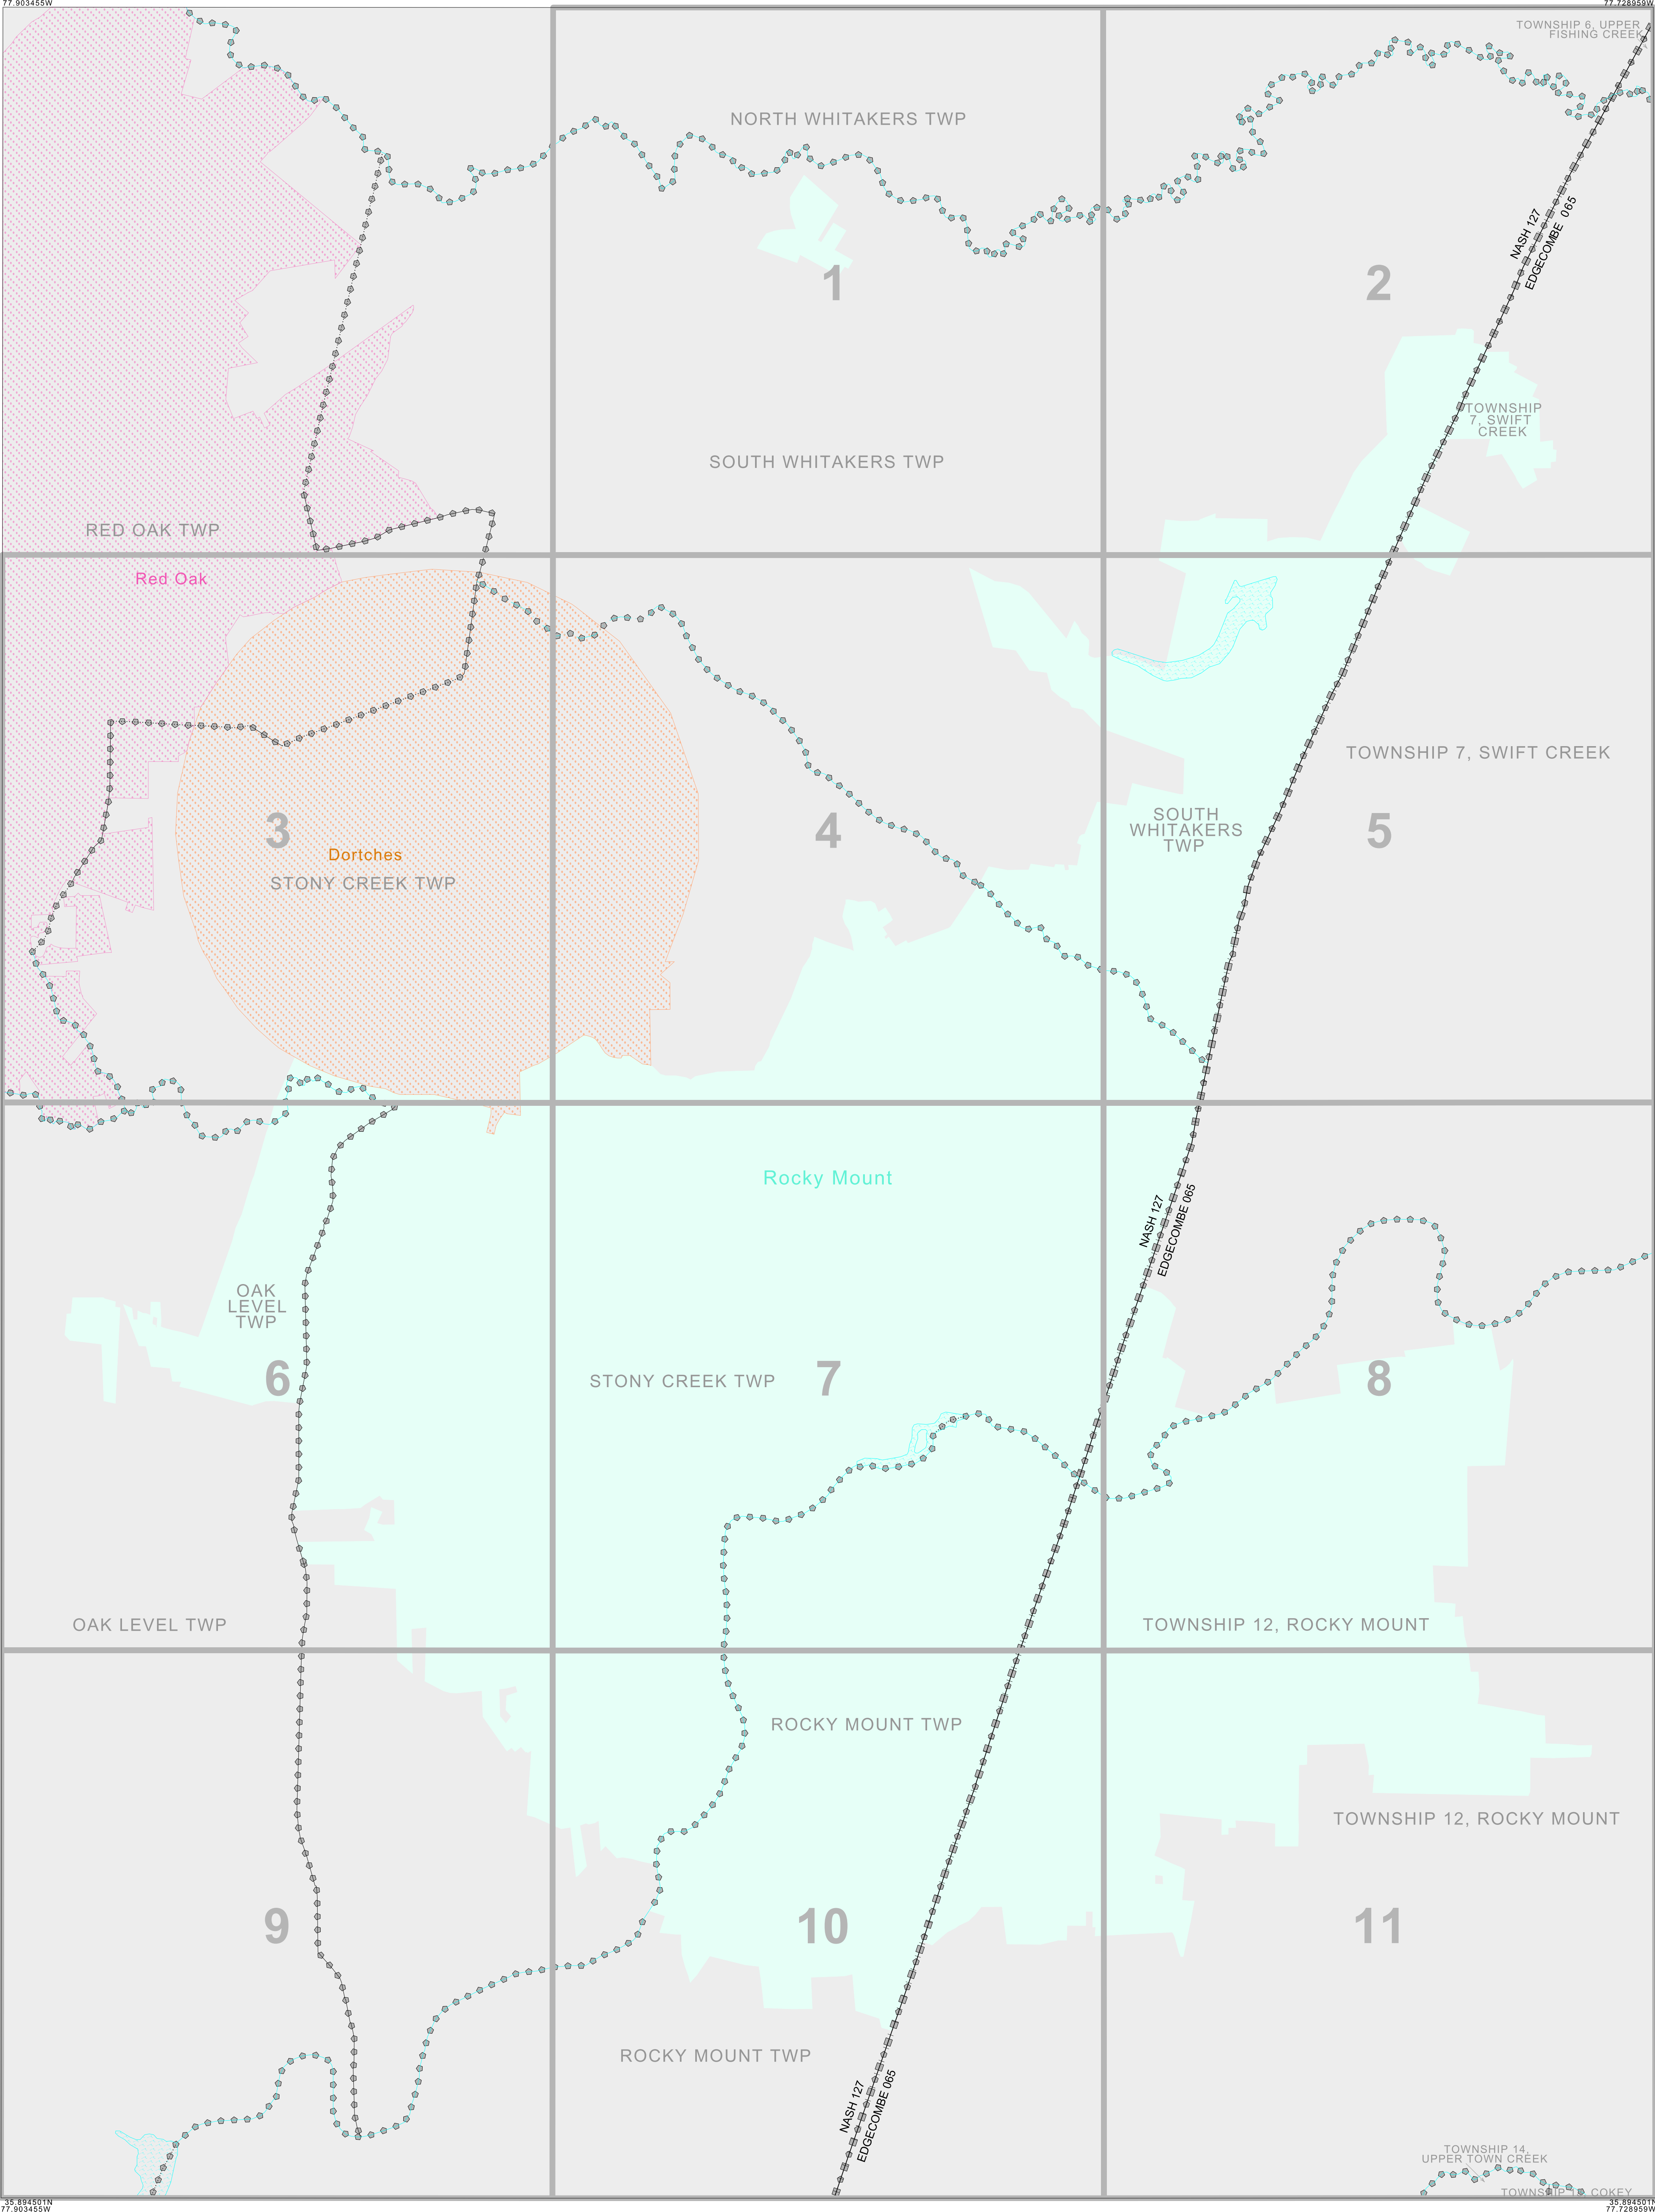 77.903455W
77.728959W
TOWNSHIP 6, UPPER
FISHING CREEK
NORTH WHITAKERS TWP
NASH 127
EDGECOMBE 065
1
2
TOWNSHIP
7, SWIFT
CREEK
SOUTH WHITAKERS TWP
RED OAK TWP
Red Oak
TOWNSHIP 7, SWIFT CREEK
SOUTH
WHITAKERS
TWP
3
4
5
Dortches
STONY CREEK TWP
Rocky Mount
NASH 127
EDGECOMBE 065
OAK
LEVEL
TWP
6
STONY CREEK TWP
7
8
OAK LEVEL TWP
TOWNSHIP 12, ROCKY MOUNT
ROCKY MOUNT TWP
TOWNSHIP 12, ROCKY MOUNT
9
10
11
ROCKY MOUNT TWP
NASH 127
EDGECOMBE 065
TOWNSHIP 14,
UPPER TOWN CREEK
COKEY
35.894501N
77.903455W
35.894501N
77.728959W